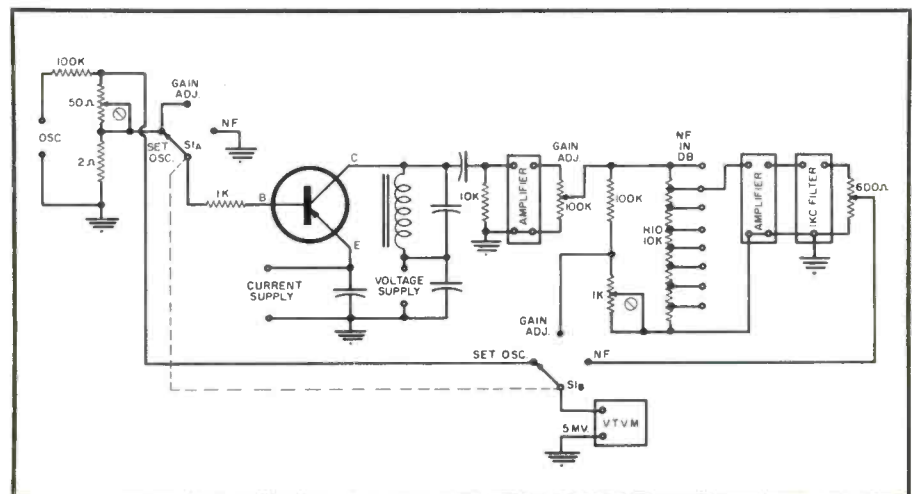 100K
GAIN
ADJ.
50Ω
NF
OSC
SET
OSC.
S1A
2Ω
1K
B
C
E
CURRENT
SUPPLY
VOLTAGE
SUPPLY
10K
AMPLIFIER
GAIN
ADJ
100K
100K
NF
IN
DB
H10
10K
1K
AMPLIFIER
1KC FILTER
600Ω
GAIN
ADJ.
SET OSC
NF
S1B
5MV.
VTVM